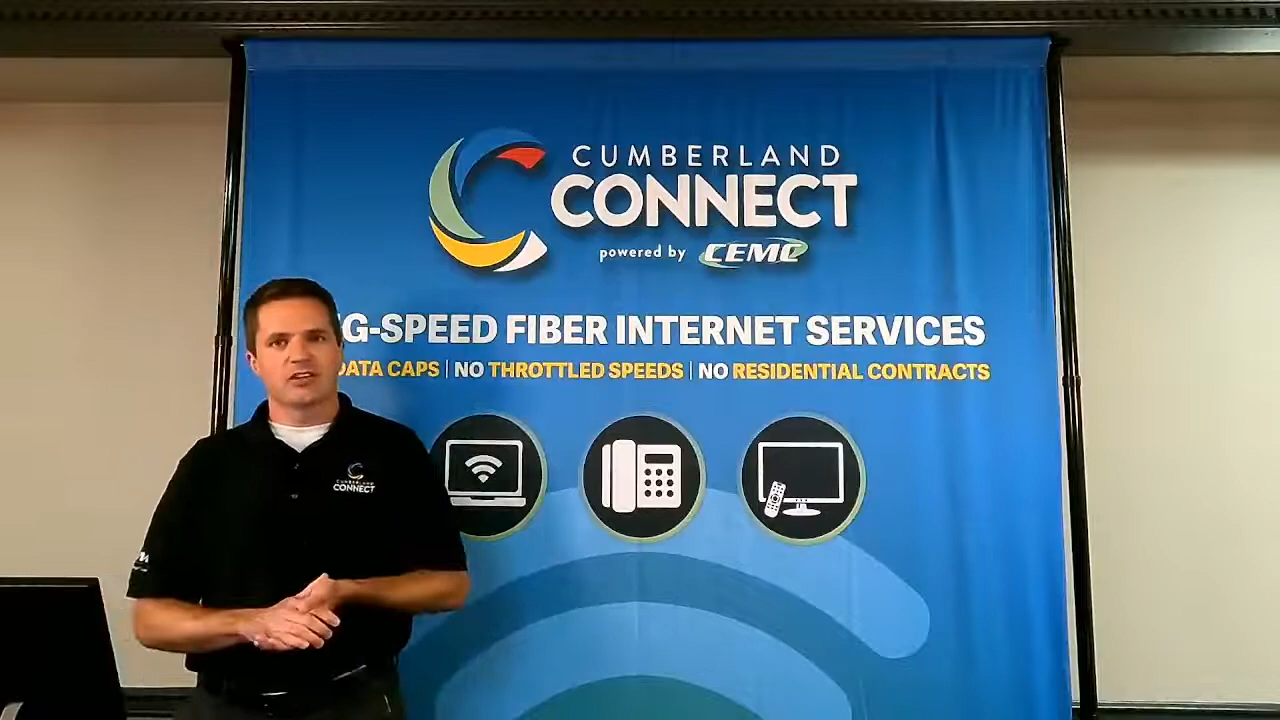 CUMBERLAND
CONNECT
powered by CEMC
G-SPEED FIBER INTERNET SERVICES
DATA CAPS | NO THROTTLED SPEEDS | NO RESIDENTIAL CONTRACTS
CUMBERLAND
CONNECT